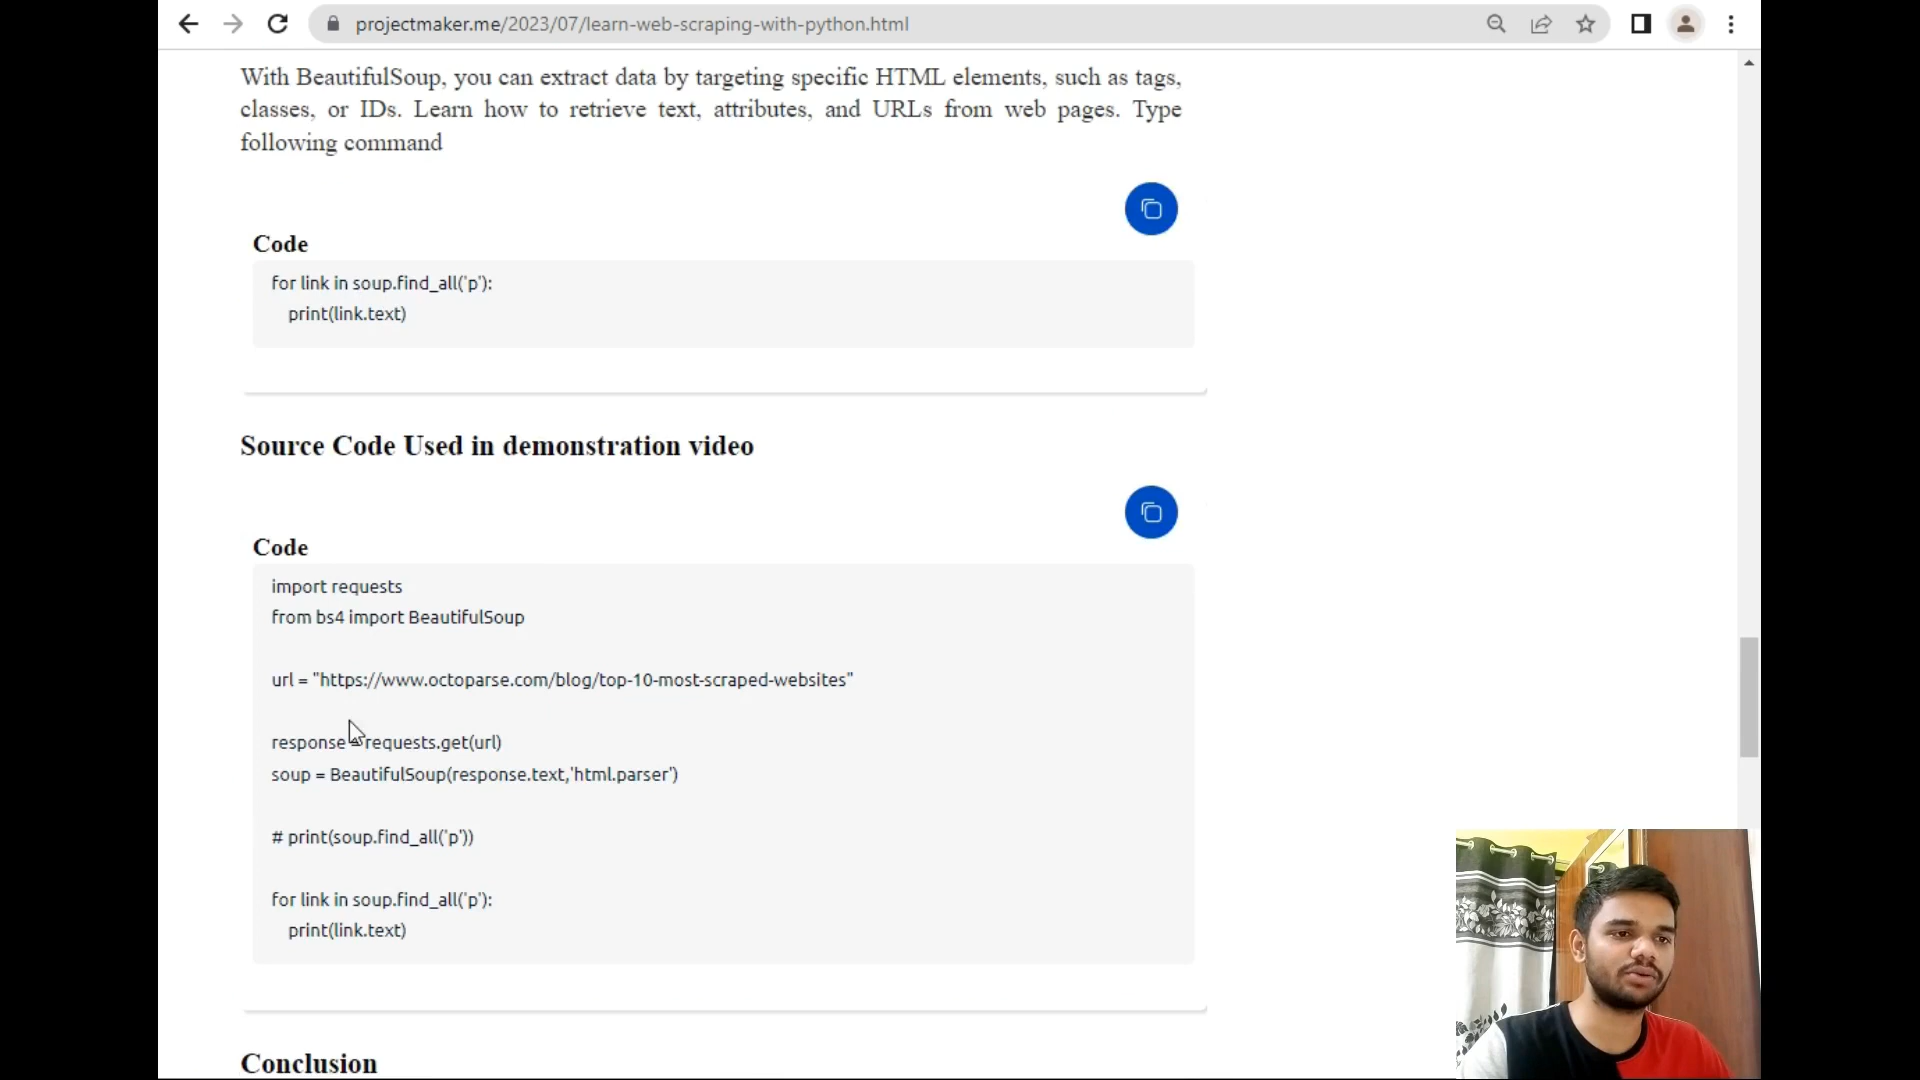 projectmaker.me/2023/07/learn-web-scraping-with-python.html
With BeautifulSoup, you can extract data by targeting specific HTML elements, such as tags,
classes, or IDs. Learn how to retrieve text, attributes, and URLs from web pages. Type
following command
Code
for link in soup.find_all('p'):
print(link.text)
Source Code Used in demonstration video
Code
import requests
from bs4 import BeautifulSoup
url = "https://www.octoparse.com/blog/top-10-most-scraped-websites"
response = requests.get(url)
soup = BeautifulSoup(response.text,'html.parser')
# print(soup.find_all('p'))
for link in soup.find_all('p'):
print(link.text)
Conclusion